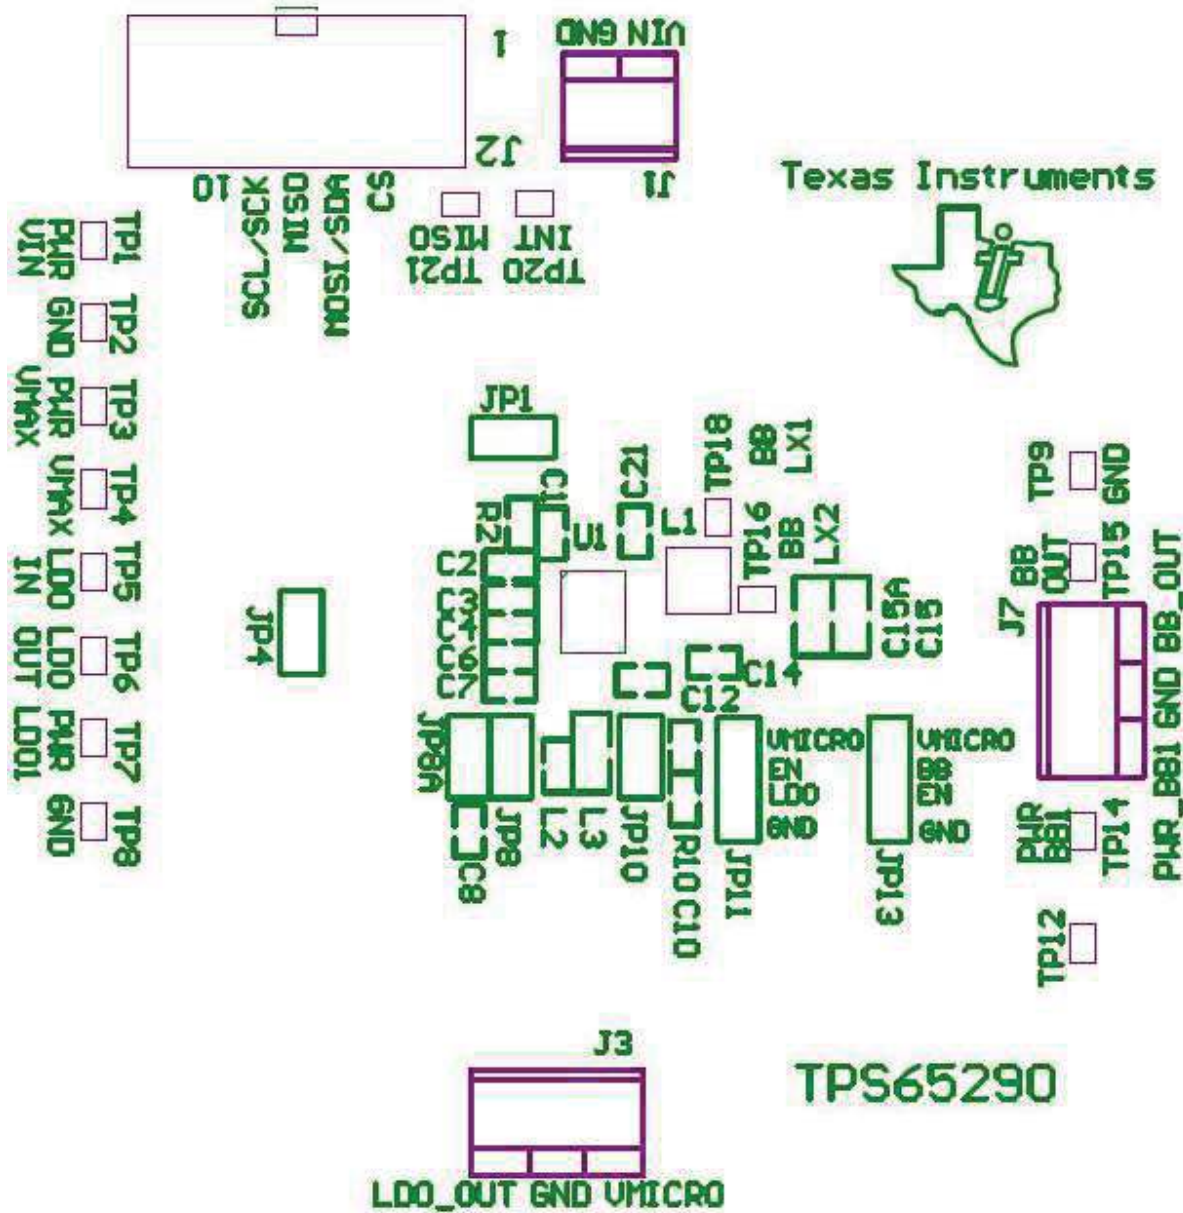 1
GND VIN
J2
J1
10
SCL/SCK
MISO
MOSI/SDA
CS
MISO
TP21
INT
TP20
Texas Instruments
VIN
PWR
TP1
GND
TP2
VMAX
PWR
TP3
VMAX
TP4
IN
LDO
TP5
OUT
LDO
TP6
LDO1
PWR
TP7
GND
TP8
JP1
JP4
R2
C1
C21
U1
L1
TP18
BB
LX1
TP16
BB
LX2
C2
C3
C4
C6
C7
C15A
C15
C14
C12
TP9
GND
BB
OUT
TP15
J7
PWR_BB1 GND BB_OUT
JP8A
JP8
C8
L2
L3
JP10
R10
C10
JP11
VMICRO
EN
LDO
GND
JP13
VMICRO
BB
EN
GND
PWR
BB1
TP14
TP12
J3
LDO_OUT GND VMICRO
TPS65290